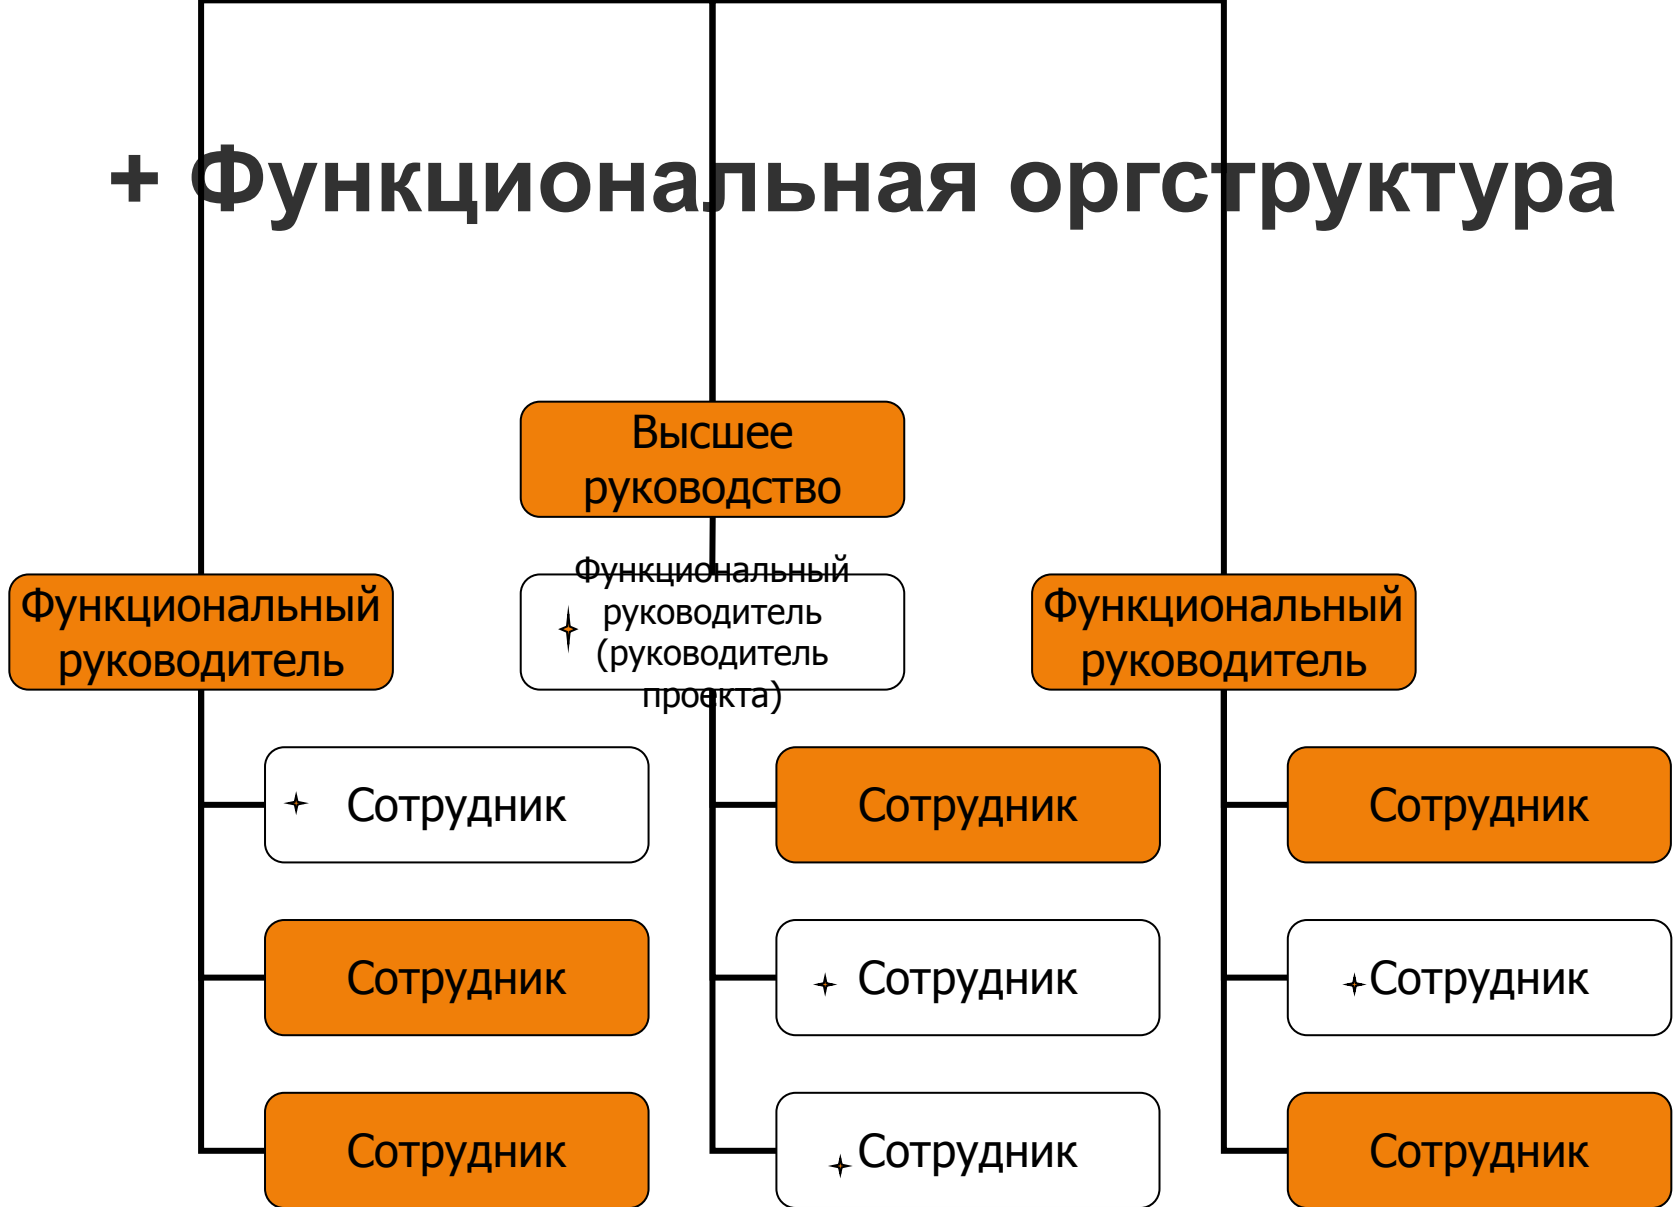 + Функциональная оргструктура
Высшее
руководство
Функциональный
руководитель
Функциональный
руководитель
(руководитель
проекта)
Функциональный
руководитель
Сотрудник
Сотрудник
Сотрудник
Сотрудник
Сотрудник
Сотрудник
Сотрудник
Сотрудник
Сотрудник